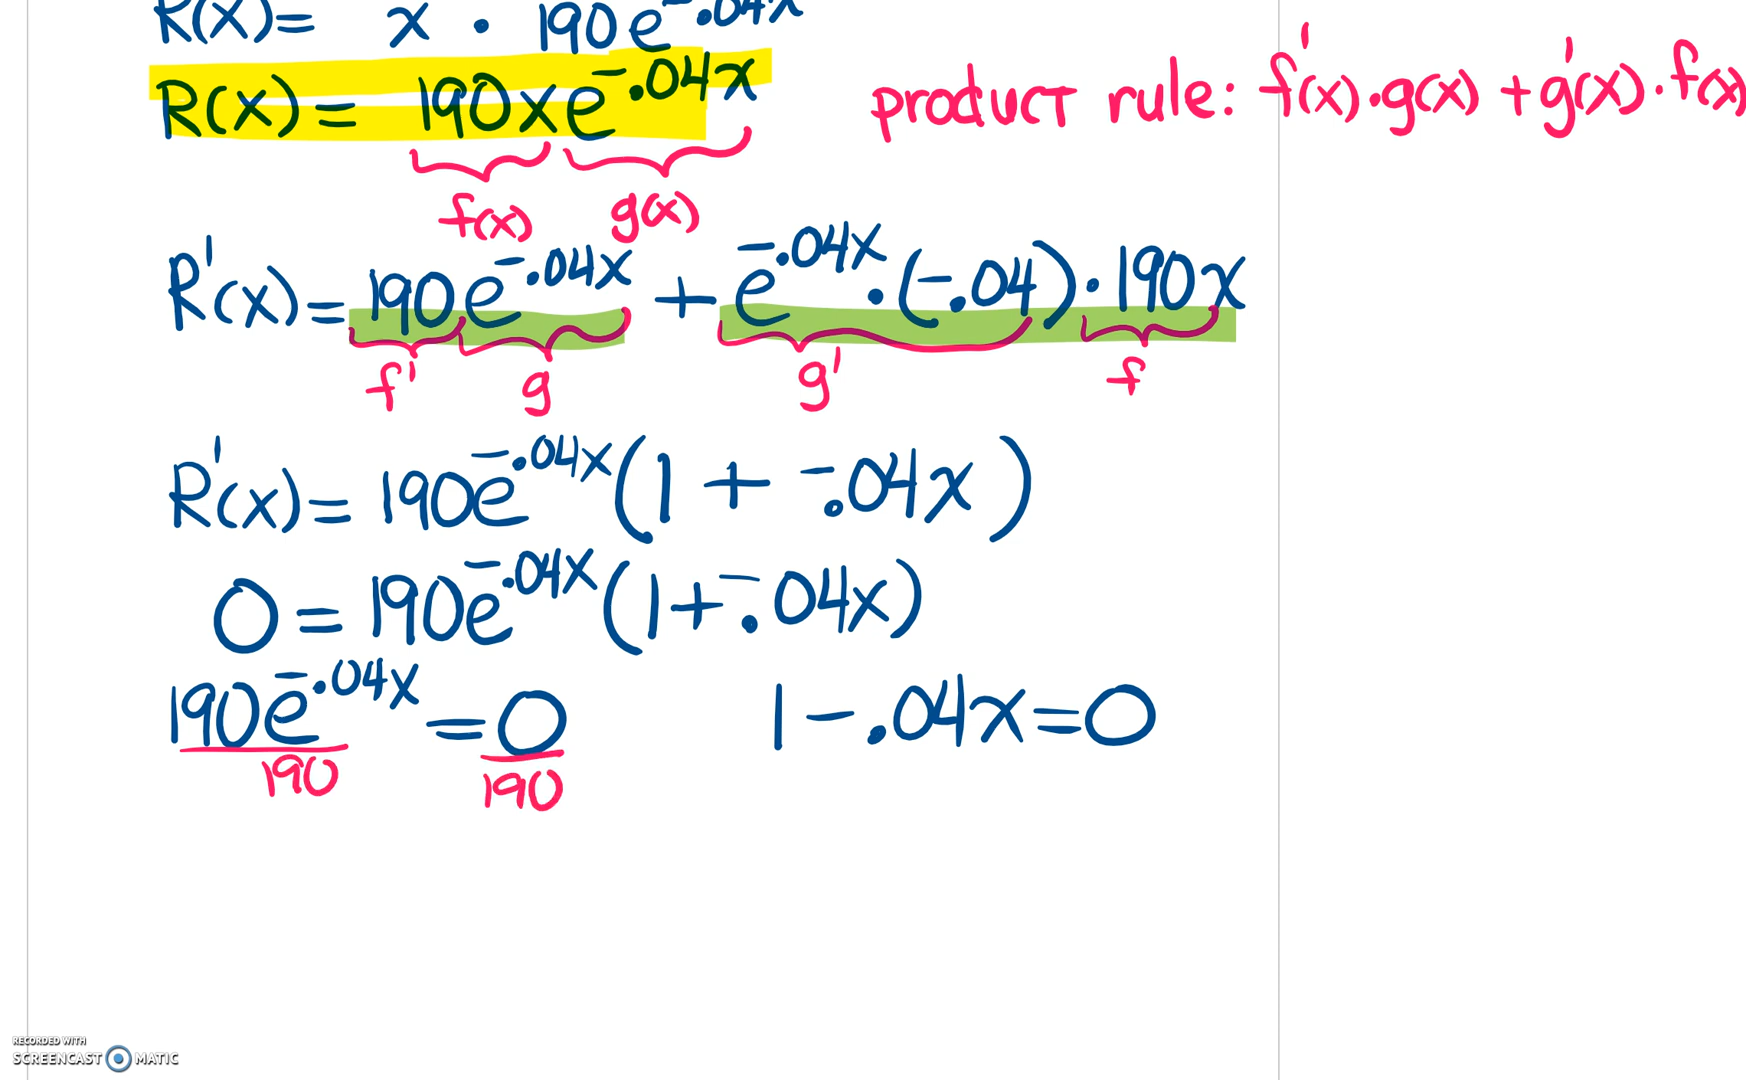 R(x)= x · 190e^-.04x
R(x)= 190xe^-.04x
product rule: f'(x)·g(x) + g'(x)·f(x)
f(x) g(x)
R'(x)= 190e^-.04x + e^-.04x · (-.04) · 190x
f' g g' f
R'(x)= 190e^-.04x (1 + -.04x)
0 = 190e^-.04x (1 + -.04x)
190e^-.04x = 0 1 - .04x = 0
190 190
RECORDED WITH
SCREENCAST MATIC